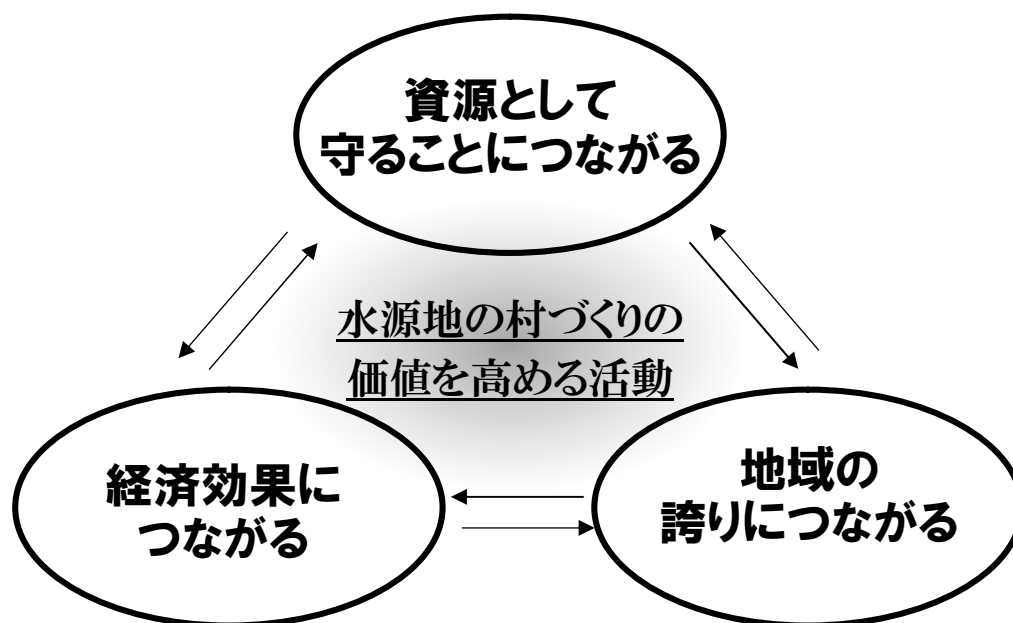 資源として
守ることにつながる
水源地の村づくりの
価値を高める活動
経済効果に
つながる
地域の
誇りにつながる